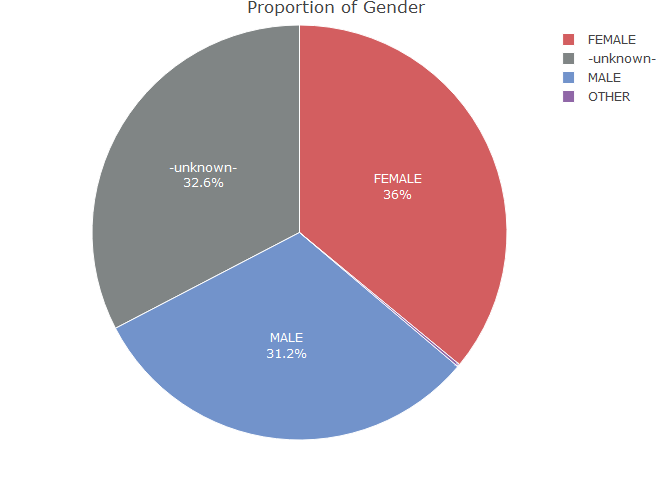 Proportion of Gender
FEMALE
-unknown-
MALE
OTHER
-unknown-
32.6%
FEMALE
36%
MALE
31.2%